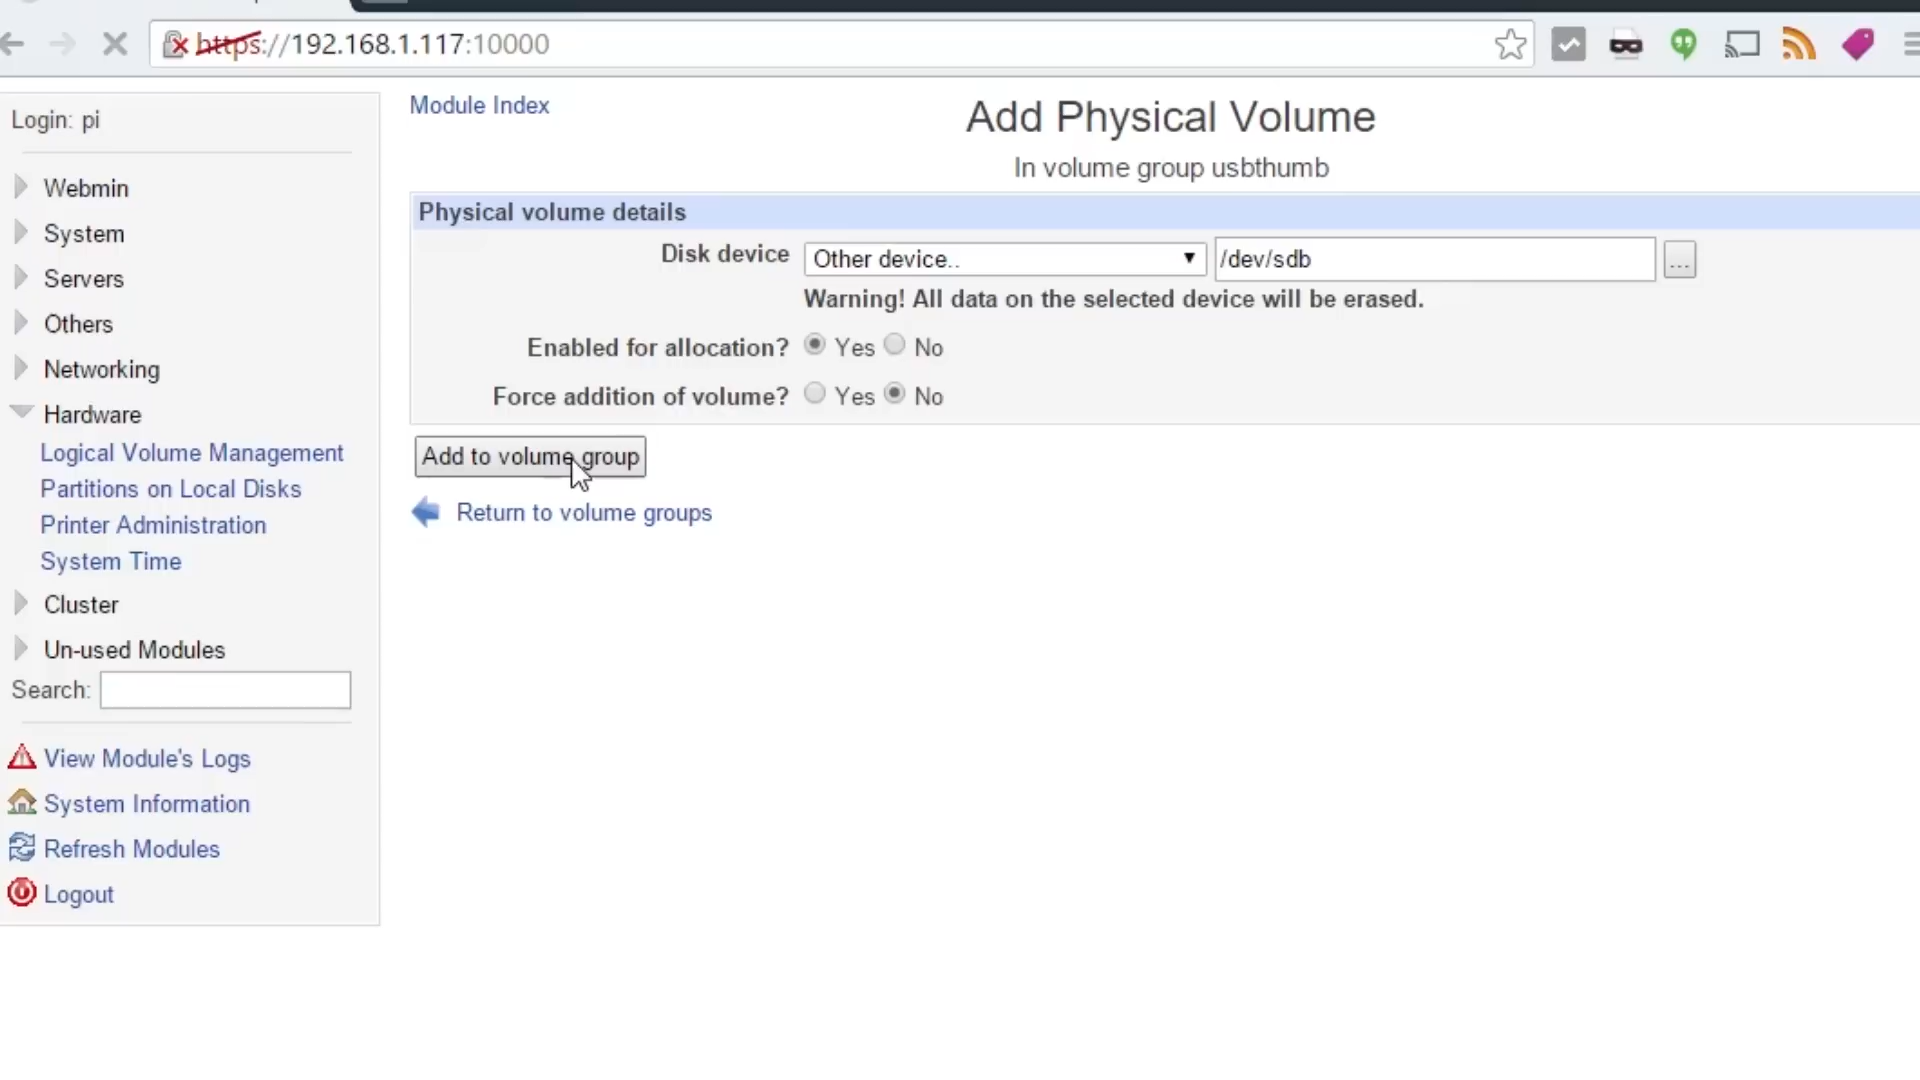 https://192.168.1.117:10000
Login: pi
Webmin
System
Servers
Others
Networking
Hardware
Logical Volume Management
Partitions on Local Disks
Printer Administration
System Time
Cluster
Un-used Modules
Search:
View Module's Logs
System Information
Refresh Modules
Logout
Module Index
Add Physical Volume
In volume group usbthumb
Physical volume details
Disk device Other device.. /dev/sdb ...
Warning! All data on the selected device will be erased.
Enabled for allocation? Yes No
Force addition of volume? Yes No
Add to volume group
Return to volume groups